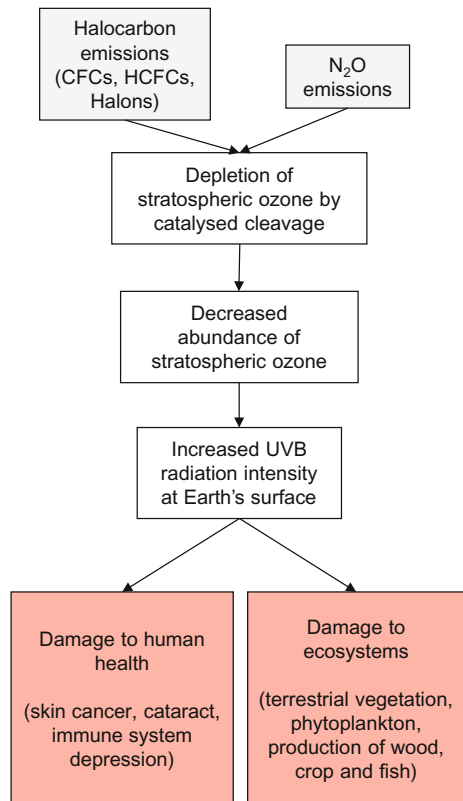 Halocarbon
emissions
(CFCs, HCFCs,
Halons)
N₂O
emissions
Depletion of
stratospheric ozone by
catalysed cleavage
Decreased
abundance of
stratospheric ozone
Increased UVB
radiation intensity
at Earth's surface
Damage to human
health
(skin cancer, cataract,
immune system
depression)
Damage to
ecosystems
(terrestrial vegetation,
phytoplankton,
production of wood,
crop and fish)